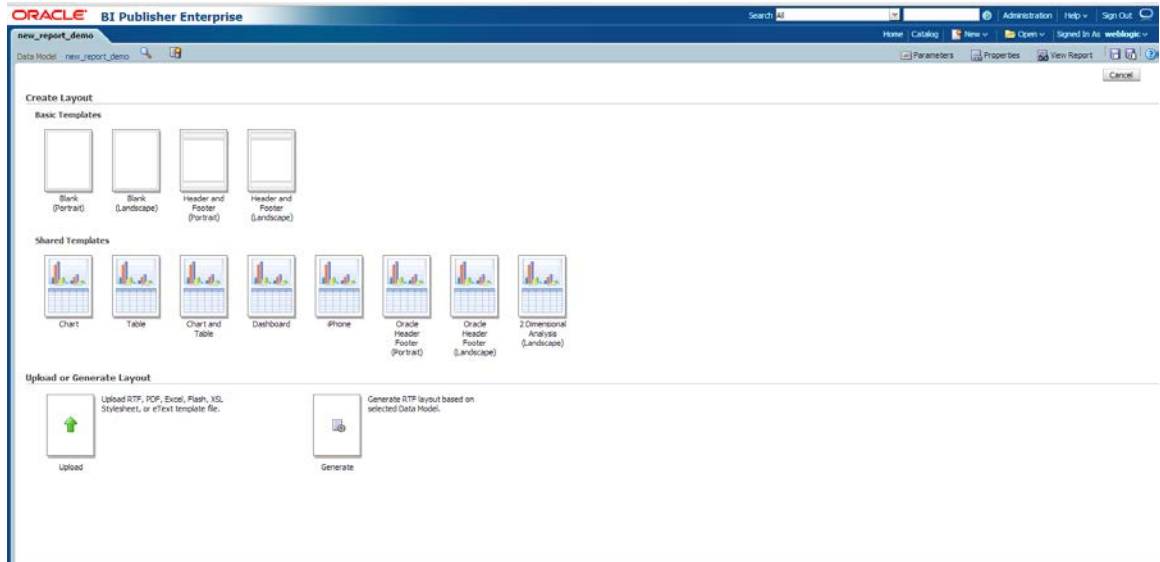 ORACLE BI Publisher Enterprise
Search All
Administration Help Sign Out
new_report_demo
Home Catalog New Open Signed In As weblogic
Data Model new_report_demo
Parameters Properties View Report
Cancel
Create Layout
Basic Templates
Blank (Portrait)
Blank (Landscape)
Header and Footer (Portrait)
Header and Footer (Landscape)
Shared Templates
Chart
Table
Chart and Table
Dashboard
iPhone
Oracle Header Footer (Portrait)
Oracle Header Footer (Landscape)
2 Dimensional Analysis (Landscape)
Upload or Generate Layout
Upload RTF, PDF, Excel, Flash, XSL Stylesheet, or eText template file.
Upload
Generate RTF layout based on selected Data Model.
Generate